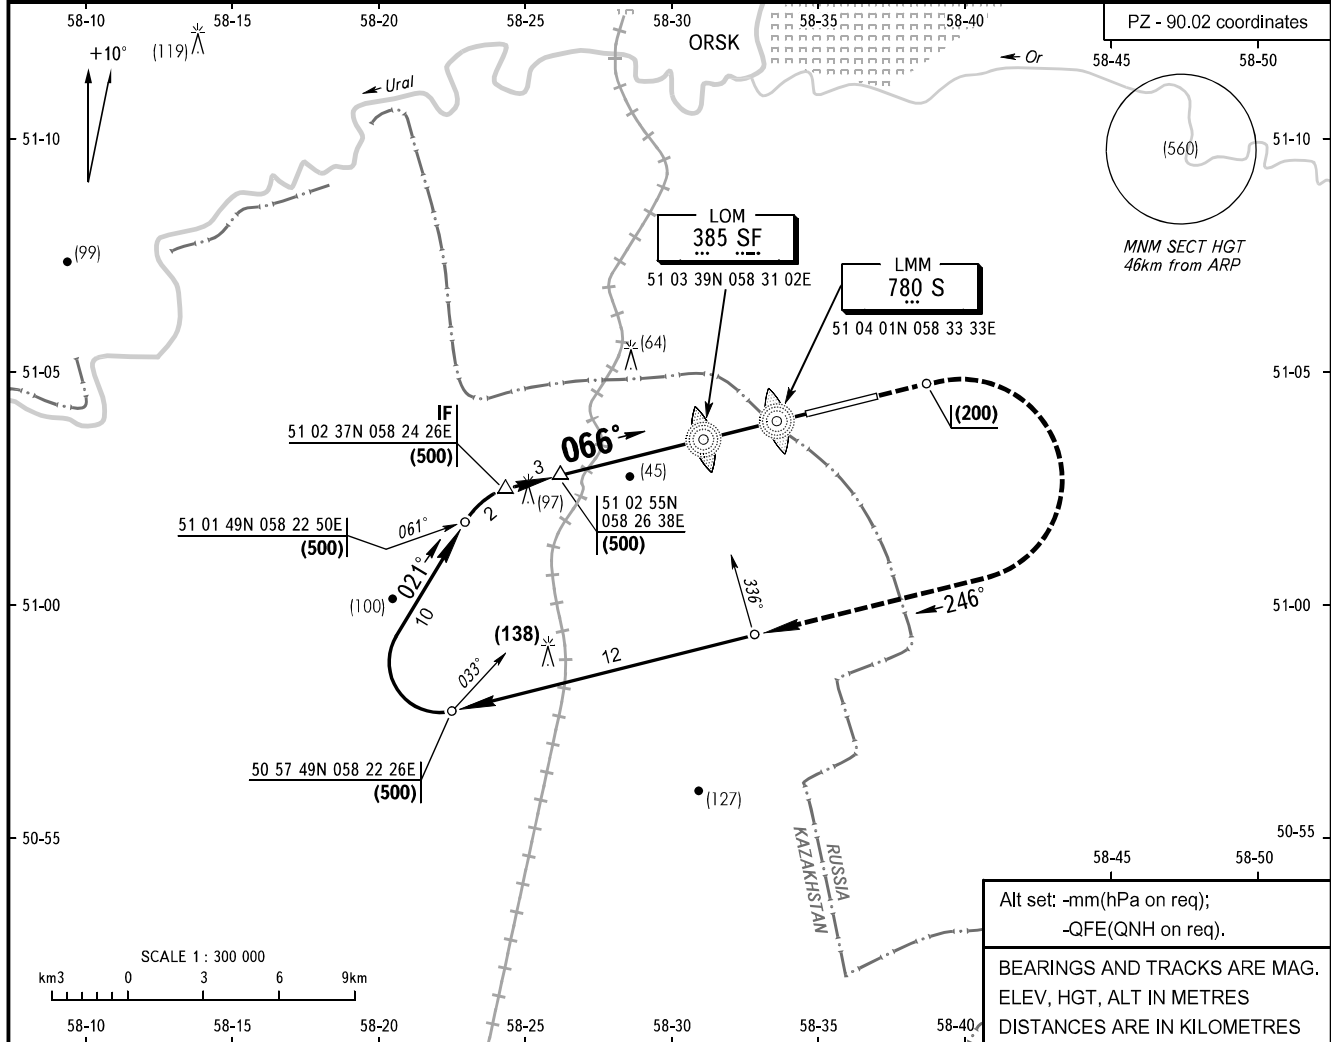 58-10
58-15
58-20
58-25
58-30
58-35
58-40
PZ - 90.02 coordinates
58-45
58-50
+10°
(119)
ORSK
Or
Ural
51-10
51-10
(560)
MNM SECT HGT
46km from ARP
(99)
LOM
385 SF
51 03 39N 058 31 02E
LMM
780 S
51 04 01N 058 33 33E
(64)
51-05
51-05
IF
51 02 37N 058 24 26E
(500)
066°
(200)
3
(45)
(97)
51 02 55N
058 26 38E
(500)
2
51 01 49N 058 22 50E
(500)
061°
021°
(100)
10
51-00
51-00
336°
246°
(138)
12
033°
50 57 49N 058 22 26E
(500)
(127)
50-55
50-55
RUSSIA
KAZAKHSTAN
58-45
58-50
Alt set: -mm(hPa on req);
-QFE(QNH on req).
BEARINGS AND TRACKS ARE MAG.
ELEV, HGT, ALT IN METRES
DISTANCES ARE IN KILOMETRES
SCALE 1 : 300 000
km3
0
3
6
9km
58-10
58-15
58-20
58-25
58-30
58-35
58-40